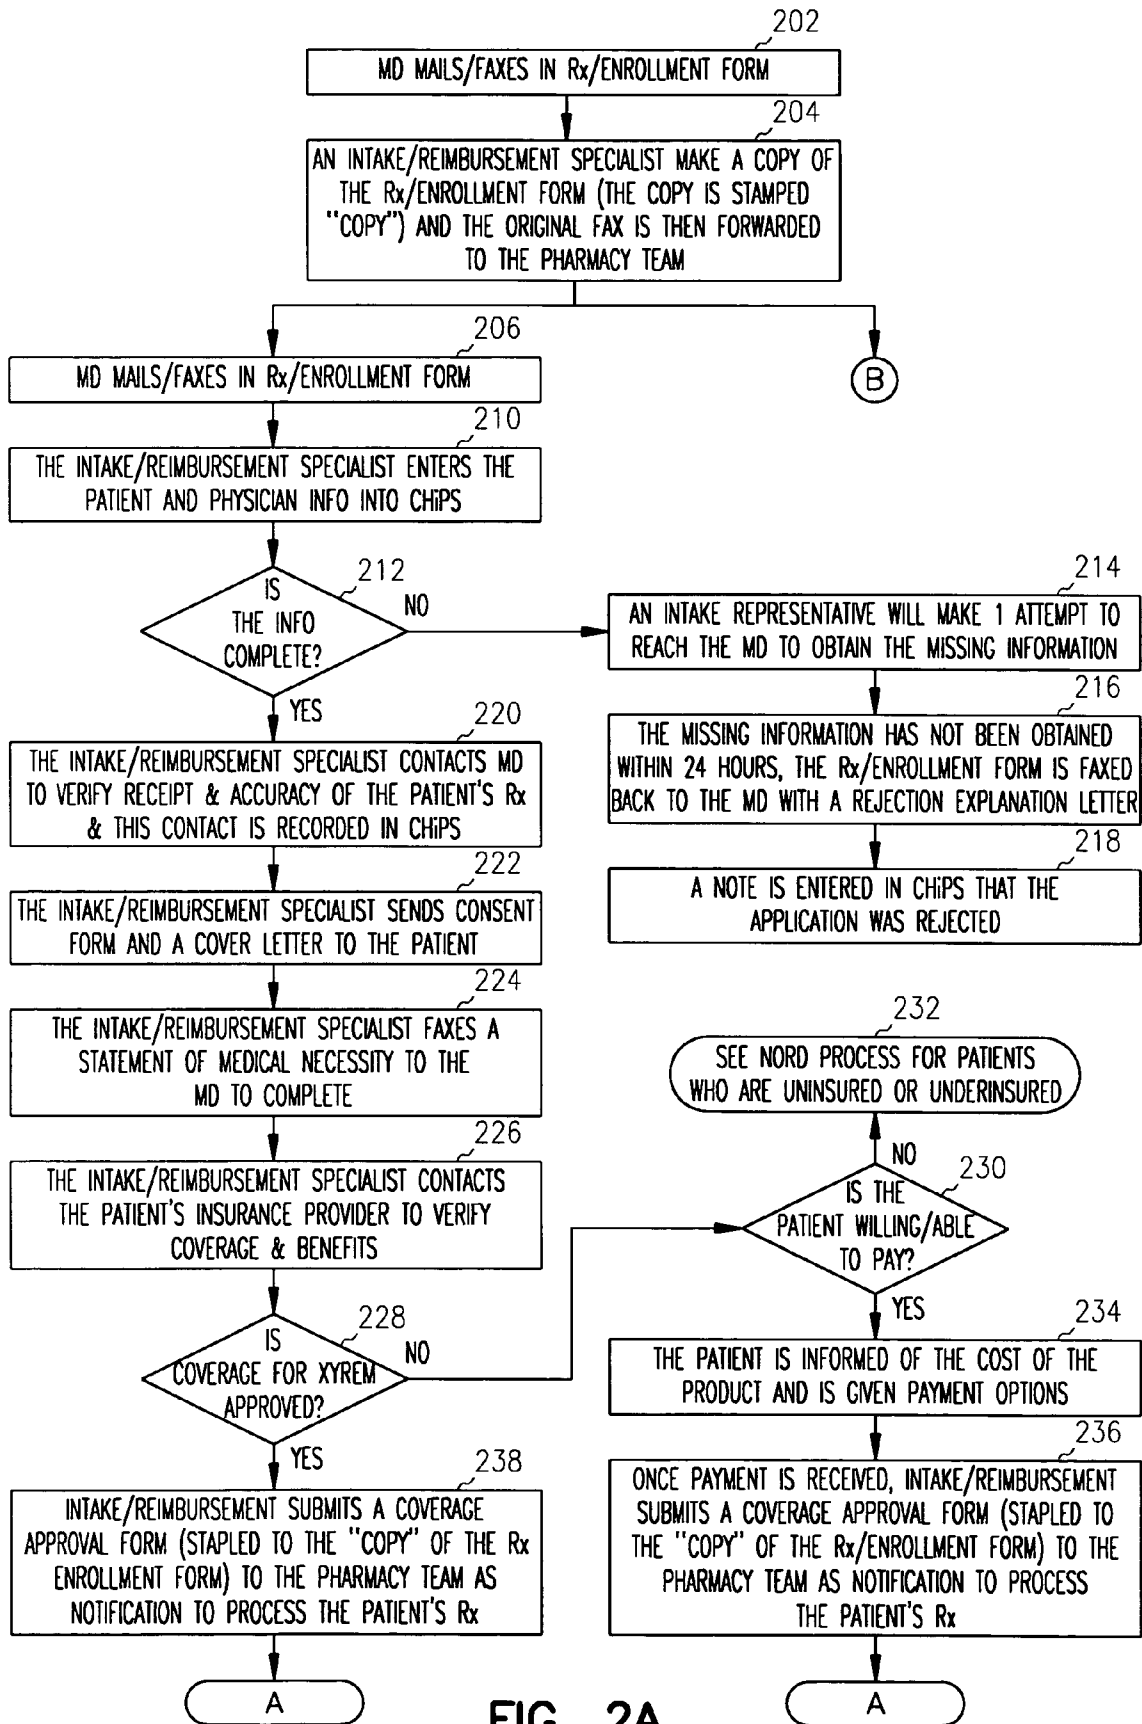 202
MD MAILS/FAXES IN Rx/ENROLLMENT FORM
204
AN INTAKE/REIMBURSEMENT SPECIALIST MAKE A COPY OF
THE Rx/ENROLLMENT FORM (THE COPY IS STAMPED
"COPY") AND THE ORIGINAL FAX IS THEN FORWARDED
TO THE PHARMACY TEAM
206
MD MAILS/FAXES IN Rx/ENROLLMENT FORM
B
210
THE INTAKE/REIMBURSEMENT SPECIALIST ENTERS THE
PATIENT AND PHYSICIAN INFO INTO CHiPS
212
IS
THE INFO
COMPLETE?
NO
YES
214
AN INTAKE REPRESENTATIVE WILL MAKE 1 ATTEMPT TO
REACH THE MD TO OBTAIN THE MISSING INFORMATION
216
THE MISSING INFORMATION HAS NOT BEEN OBTAINED
WITHIN 24 HOURS, THE Rx/ENROLLMENT FORM IS FAXED
BACK TO THE MD WITH A REJECTION EXPLANATION LETTER
218
A NOTE IS ENTERED IN CHiPS THAT THE
APPLICATION WAS REJECTED
220
THE INTAKE/REIMBURSEMENT SPECIALIST CONTACTS MD
TO VERIFY RECEIPT & ACCURACY OF THE PATIENT'S Rx
& THIS CONTACT IS RECORDED IN CHiPS
222
THE INTAKE/REIMBURSEMENT SPECIALIST SENDS CONSENT
FORM AND A COVER LETTER TO THE PATIENT
224
THE INTAKE/REIMBURSEMENT SPECIALIST FAXES A
STATEMENT OF MEDICAL NECESSITY TO THE
MD TO COMPLETE
226
THE INTAKE/REIMBURSEMENT SPECIALIST CONTACTS
THE PATIENT'S INSURANCE PROVIDER TO VERIFY
COVERAGE & BENEFITS
228
IS
COVERAGE FOR XYREM
APPROVED?
NO
YES
232
SEE NORD PROCESS FOR PATIENTS
WHO ARE UNINSURED OR UNDERINSURED
NO
230
IS THE
PATIENT WILLING/ABLE
TO PAY?
YES
234
THE PATIENT IS INFORMED OF THE COST OF THE
PRODUCT AND IS GIVEN PAYMENT OPTIONS
236
ONCE PAYMENT IS RECEIVED, INTAKE/REIMBURSEMENT
SUBMITS A COVERAGE APPROVAL FORM (STAPLED TO
THE "COPY" OF THE Rx/ENROLLMENT FORM) TO THE
PHARMACY TEAM AS NOTIFICATION TO PROCESS
THE PATIENT'S Rx
A
238
INTAKE/REIMBURSEMENT SUBMITS A COVERAGE
APPROVAL FORM (STAPLED TO THE "COPY" OF THE Rx
ENROLLMENT FORM) TO THE PHARMACY TEAM AS
NOTIFICATION TO PROCESS THE PATIENT'S Rx
A
FIG. 2A